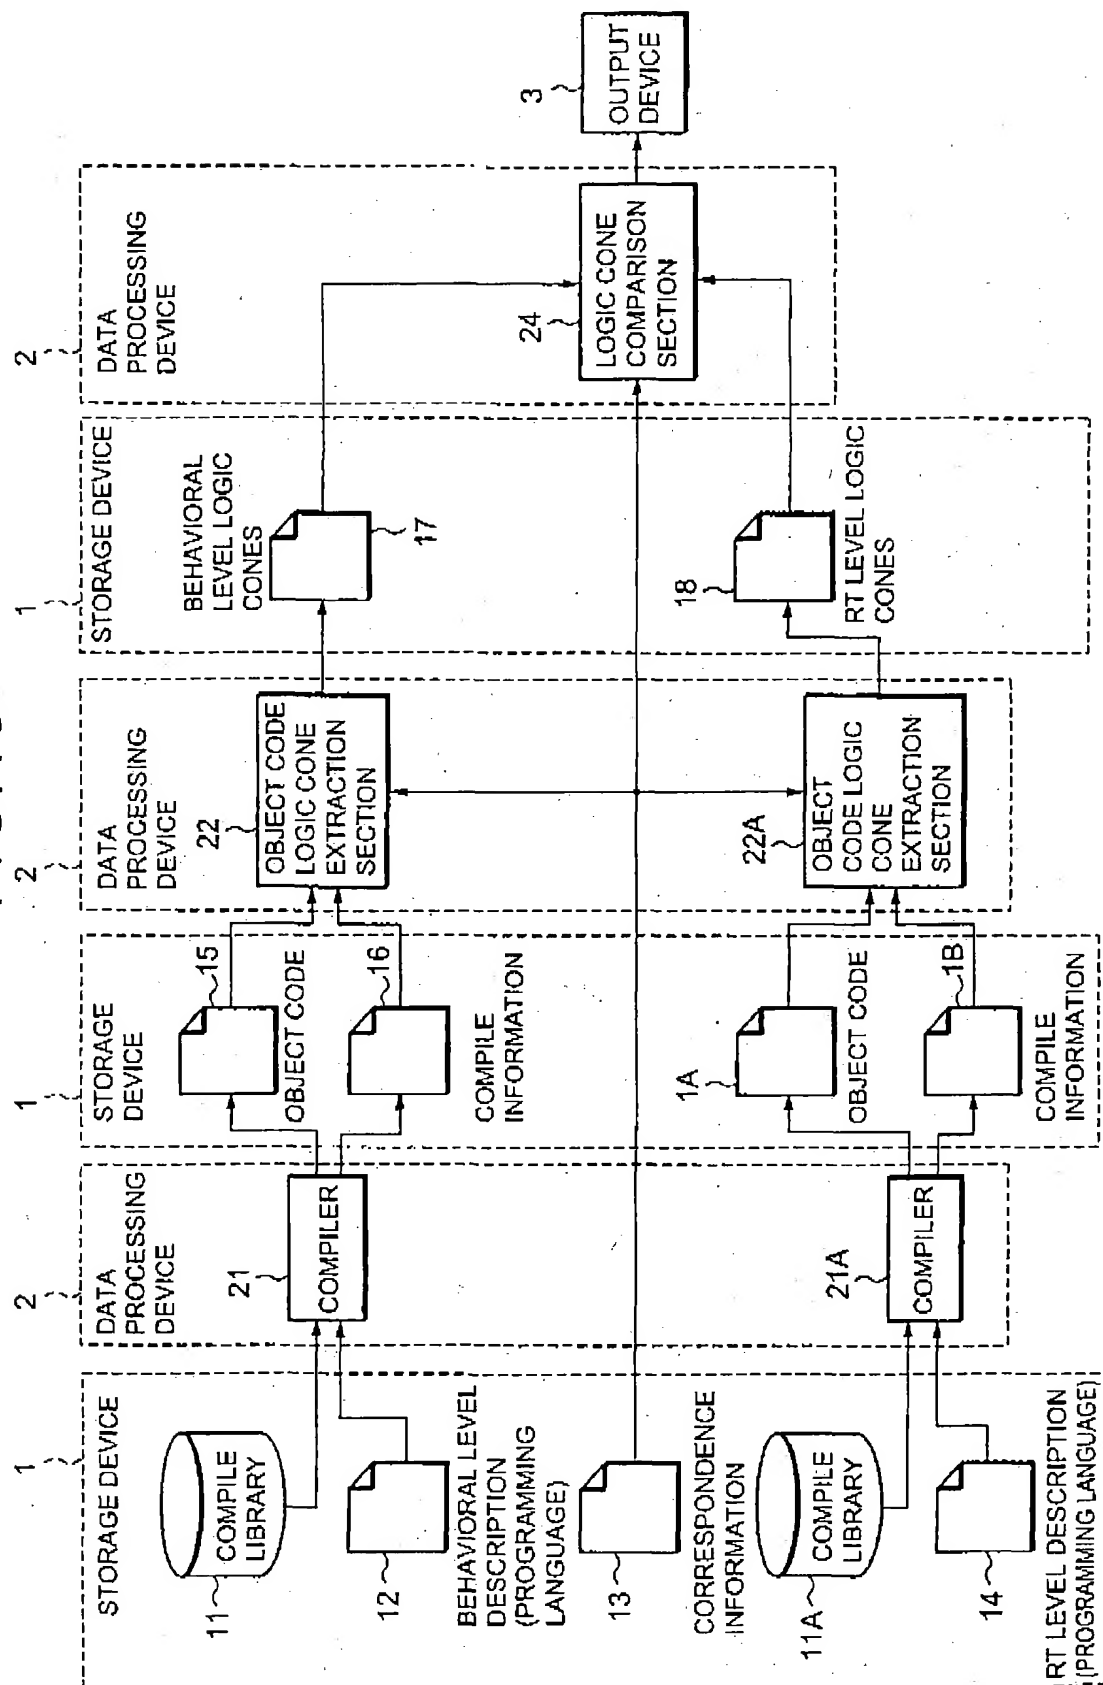 1
STORAGE DEVICE
11
COMPILE
LIBRARY
12
BEHAVIORAL LEVEL
DESCRIPTION
(PROGRAMMING
LANGUAGE)
13
CORRESPONDENCE
INFORMATION
11A
COMPILE
LIBRARY
14
RT LEVEL DESCRIPTION
(PROGRAMMING LANGUAGE)
2
DATA
PROCESSING
DEVICE
21
COMPILER
21A
COMPILER
1
STORAGE
DEVICE
15
OBJECT CODE
16
COMPILE
INFORMATION
1A
OBJECT CODE
1B
COMPILE
INFORMATION
2
DATA
PROCESSING
DEVICE
22
OBJECT CODE
LOGIC CONE
EXTRACTION
SECTION
22A
OBJECT
CODE LOGIC
CONE
EXTRACTION
SECTION
1
STORAGE DEVICE
BEHAVIORAL
LEVEL LOGIC
CONES
17
18
RT LEVEL LOGIC
CONES
2
DATA
PROCESSING
DEVICE
24
LOGIC CONE
COMPARISON
SECTION
3
OUTPUT
DEVICE